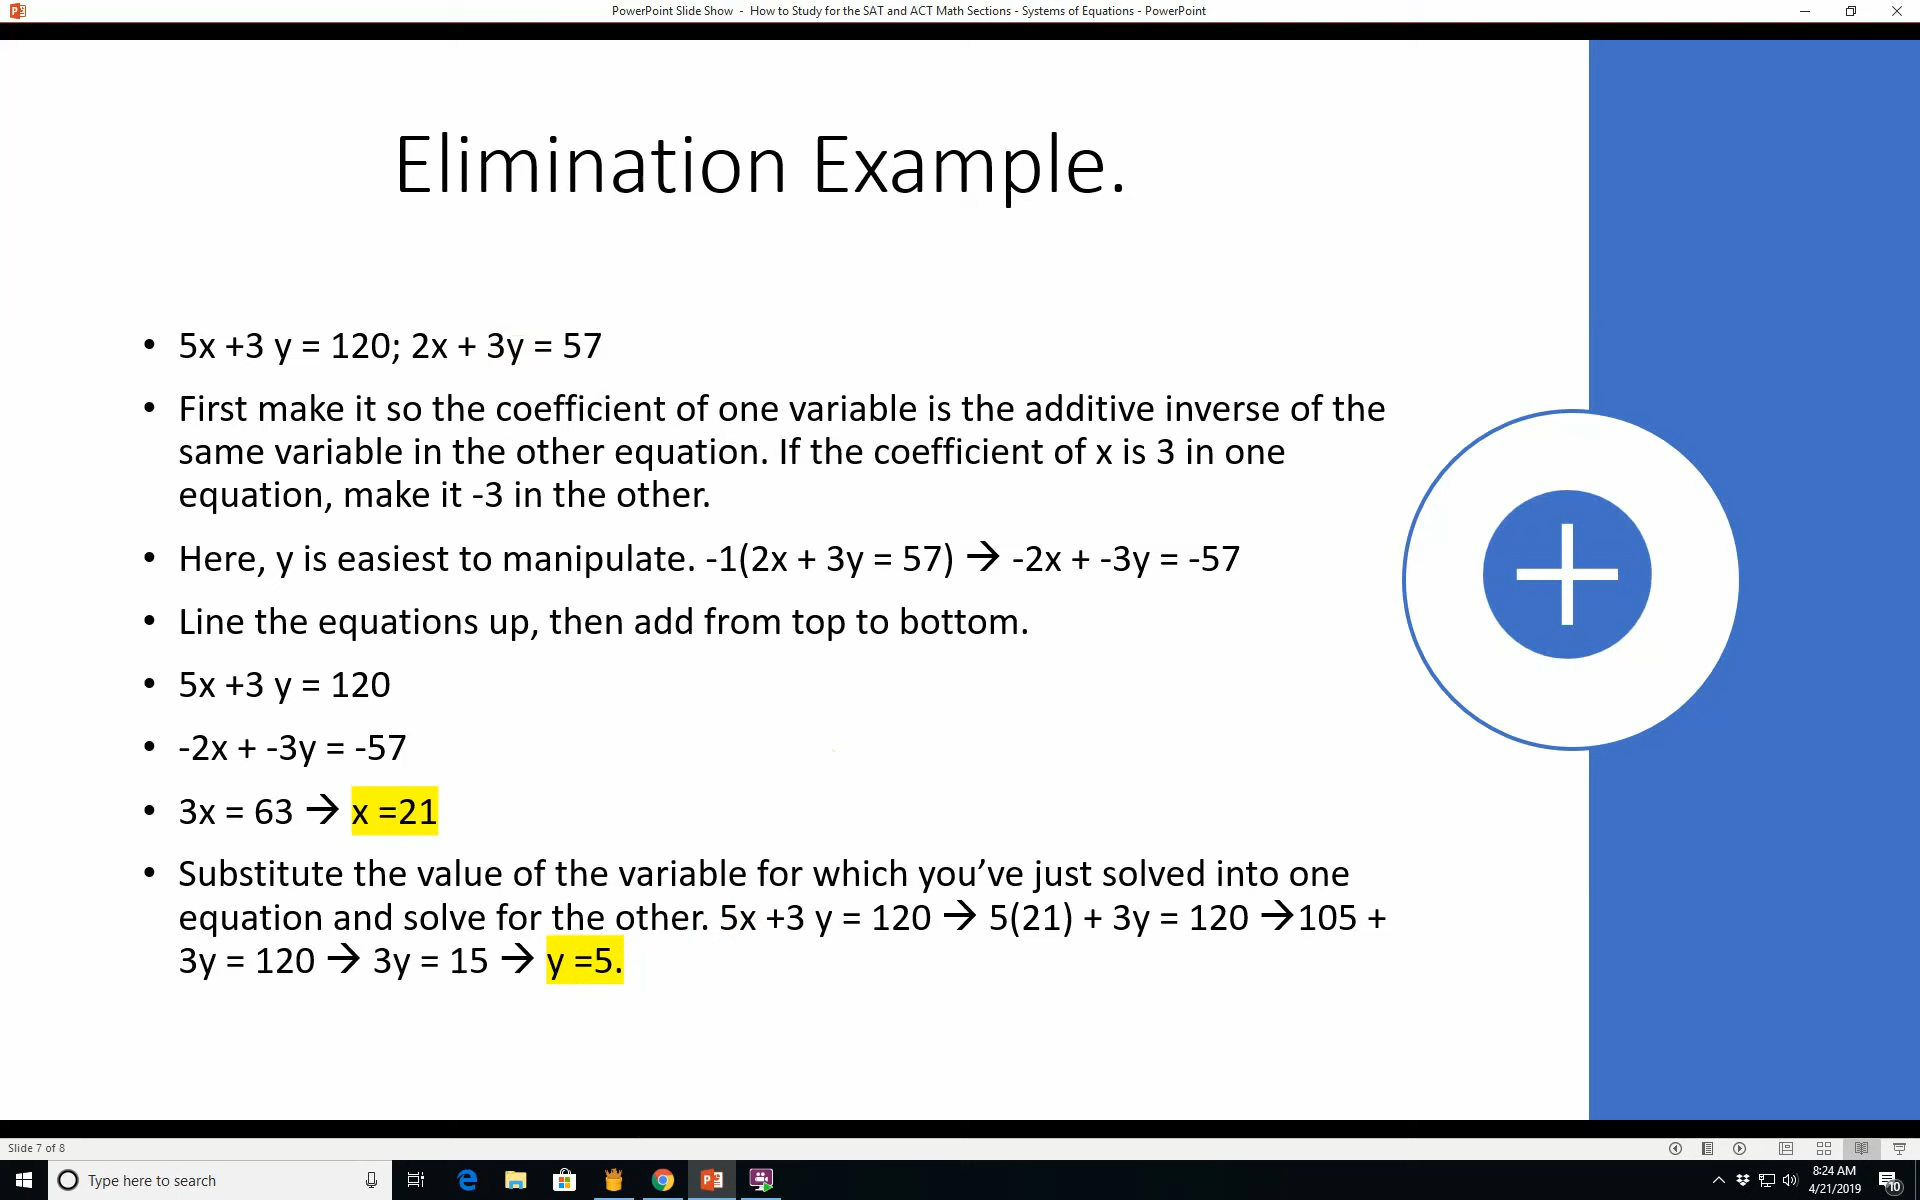 PowerPoint Slide Show - How to Study for the SAT and ACT Math Sections - Systems of Equations - PowerPoint
Elimination Example.
• 5x +3 y = 120; 2x + 3y = 57
• First make it so the coefficient of one variable is the additive inverse of the
same variable in the other equation. If the coefficient of x is 3 in one
equation, make it -3 in the other.
• Here, y is easiest to manipulate. -1(2x + 3y = 57) → -2x + -3y = -57
• Line the equations up, then add from top to bottom.
• 5x +3 y = 120
• -2x + -3y = -57
• 3x = 63 → x =21
• Substitute the value of the variable for which you’ve just solved into one
equation and solve for the other. 5x +3 y = 120 → 5(21) + 3y = 120 →105 +
3y = 120 → 3y = 15 → y =5.
Slide 7 of 8
Type here to search
8:24 AM
4/21/2019
10